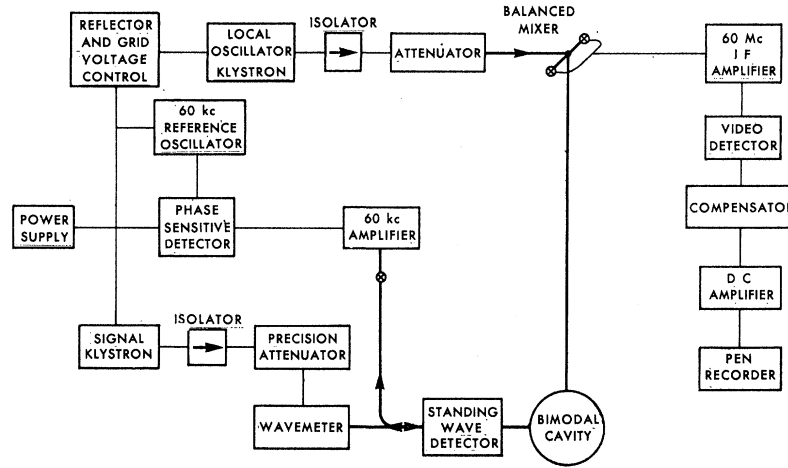 REFLECTOR
AND GRID
VOLTAGE
CONTROL
LOCAL
OSCILLATOR
KLYSTRON
ISOLATOR
ATTENUATOR
BALANCED
MIXER
60 Mc
I F
AMPLIFIER
60 kc
REFERENCE
OSCILLATOR
VIDEO
DETECTOR
POWER
SUPPLY
PHASE
SENSITIVE
DETECTOR
60 kc
AMPLIFIER
COMPENSATOR
D C
AMPLIFIER
SIGNAL
KLYSTRON
ISOLATOR
PRECISION
ATTENUATOR
PEN
RECORDER
WAVEMETER
STANDING
WAVE
DETECTOR
BIMODAL
CAVITY